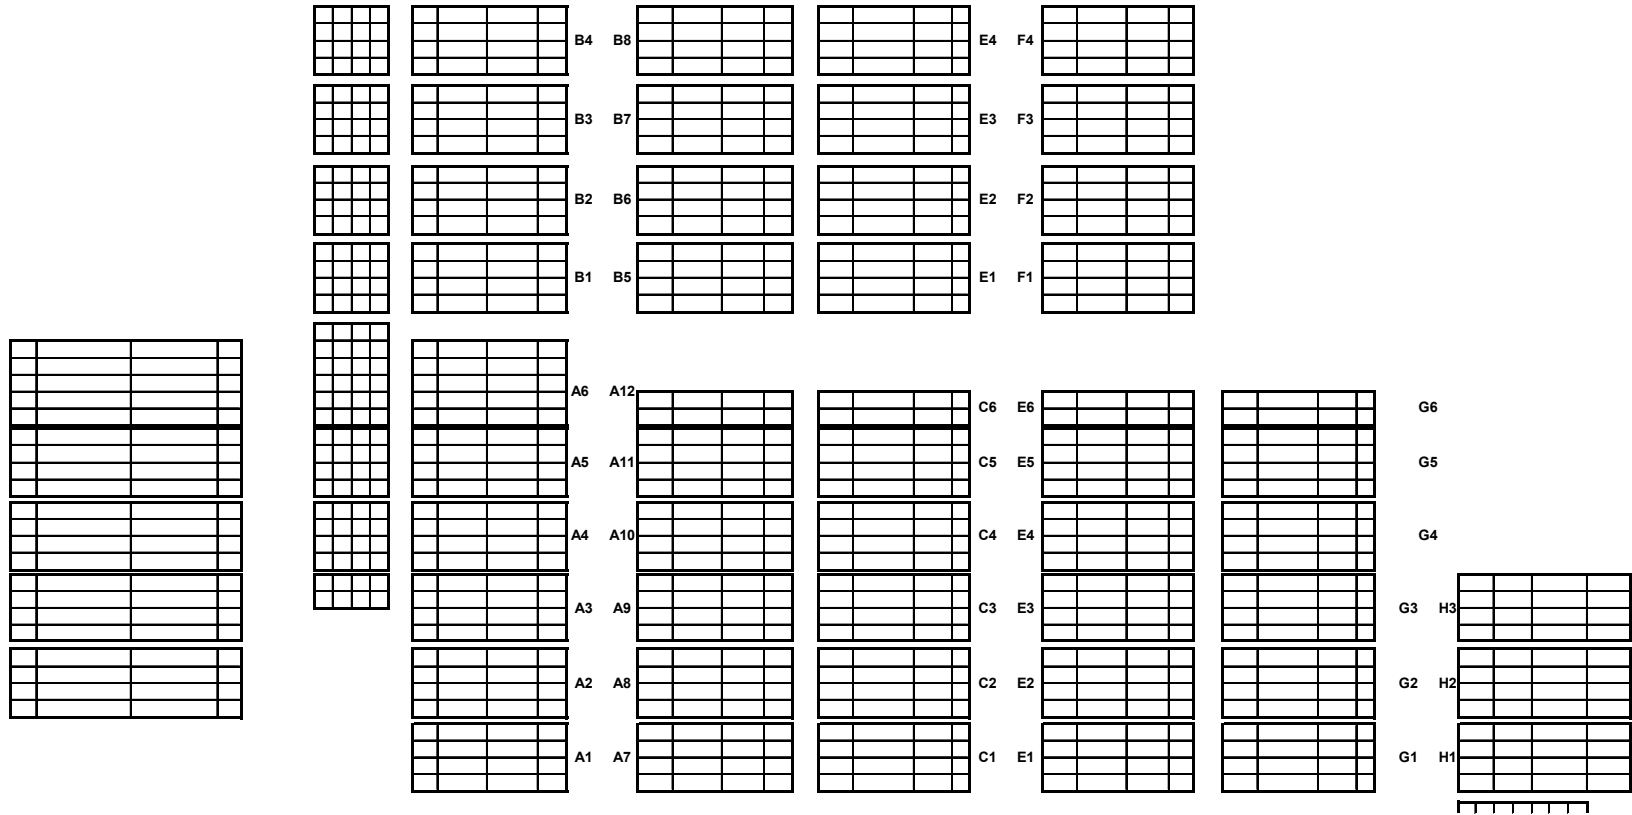 B4 B8 E4 F4
B3 B7 E3 F3
B2 B6 E2 F2
B1 B5 E1 F1
A6 A12
C6 E6 G6
A5 A11 C5 E5 G5
A4 A10 C4 E4 G4
A3 A9 C3 E3 G3 H3
A2 A8 C2 E2 G2 H2
A1 A7 C1 E1 G1 H1